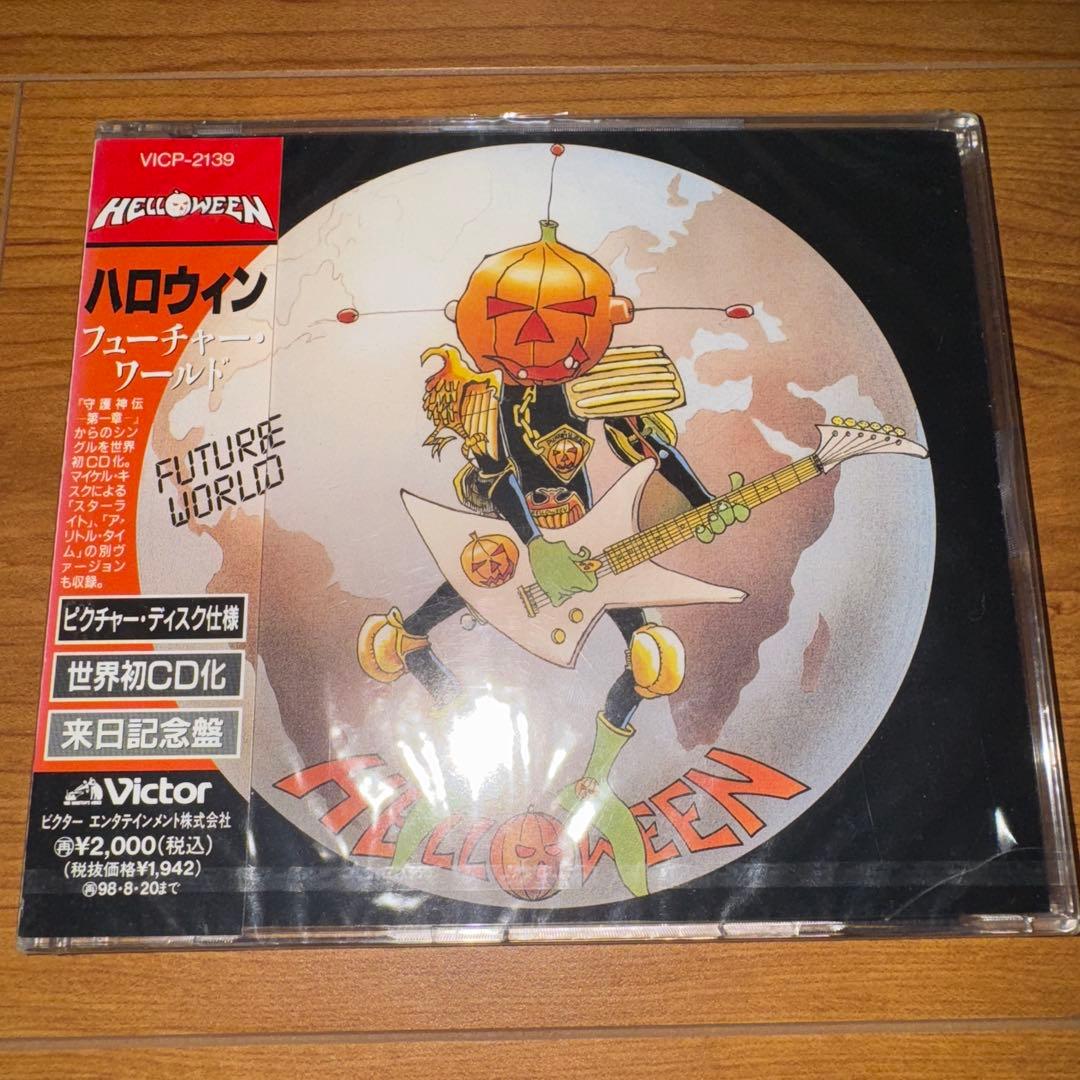 VICP-2139
HELLOWEEN
ハロウィン
フューチャー・
ワールド
『守護神伝
―第一章―』
からのシン
グルを世界
初CD化。
マイケル・キ
スクによる
「スターラ
イト」、「ア・
リトル・タイ
ム」の別ヴ
ァージョン
も収録。
ピクチャー・ディスク仕様
世界初CD化
来日記念盤
Victor
ビクター エンタテインメント株式会社
再¥2,000(税込)
(税抜価格¥1,942)
再98・8・20まで
FUTURE
WORLD
HELLOWEEN